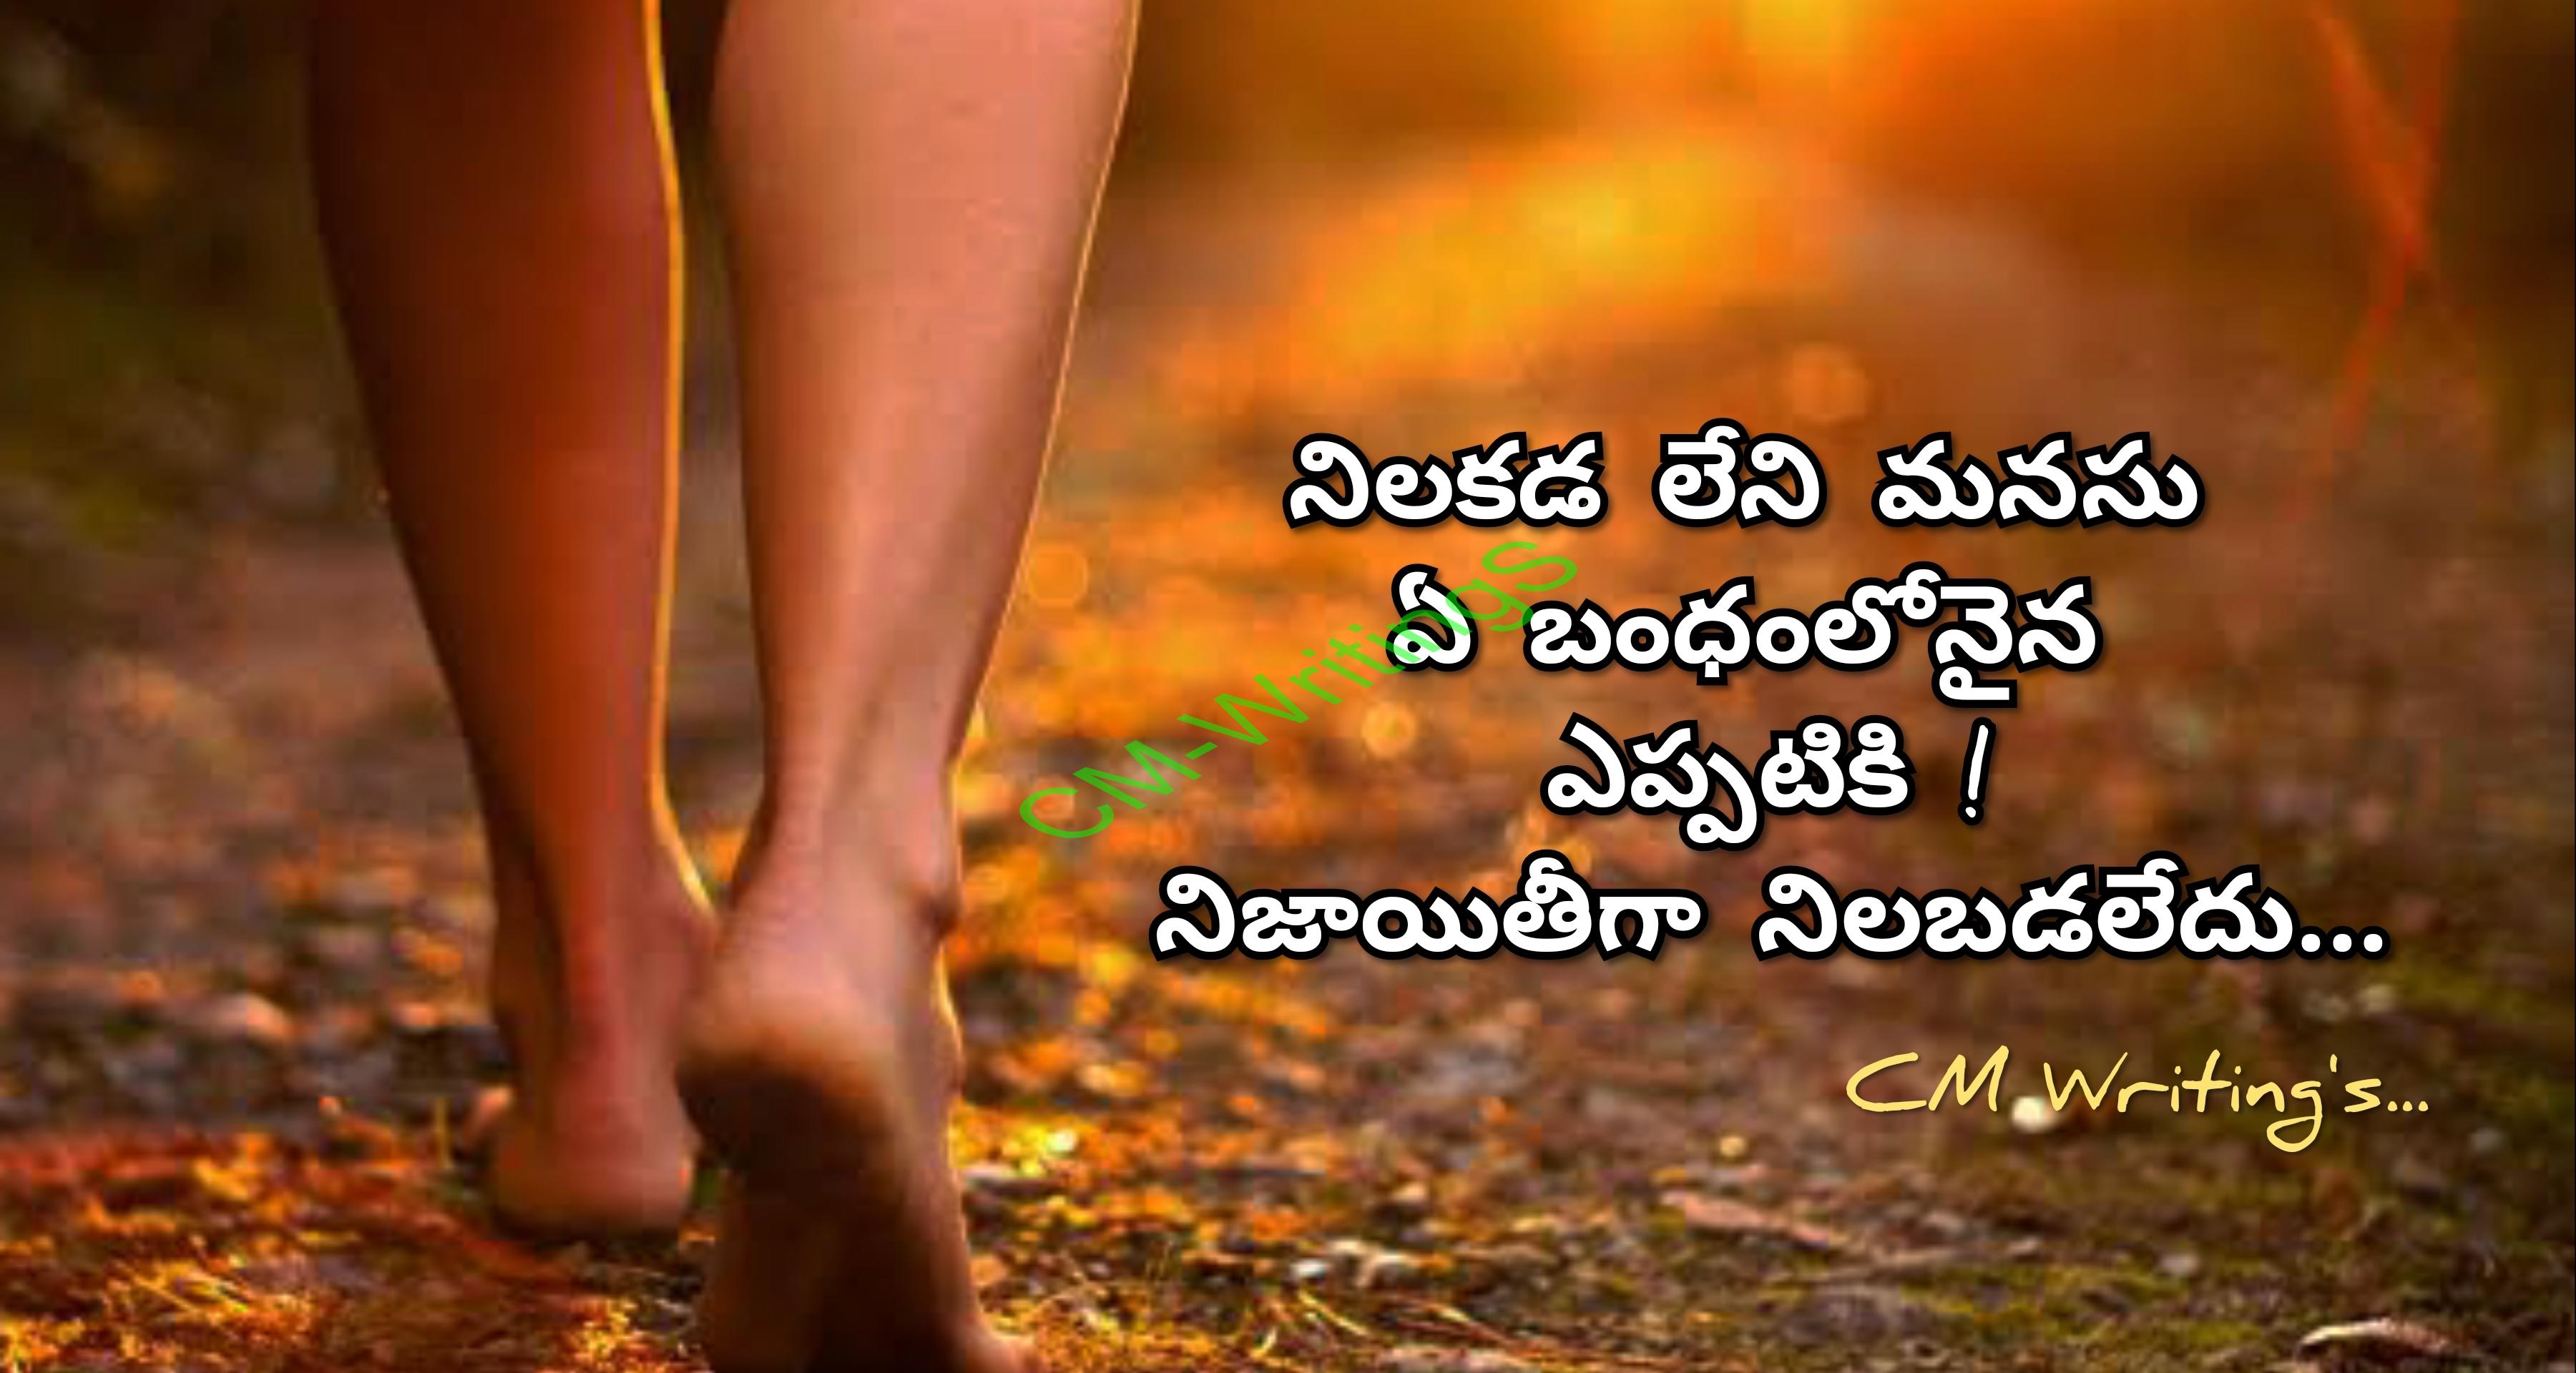 నిలకడ లేని మనసు
ఏ బంధంలోనైన
ఎప్పటికి !
నిజాయితీగా నిలబడలేదు...
CM-Writings
CM Writing's...